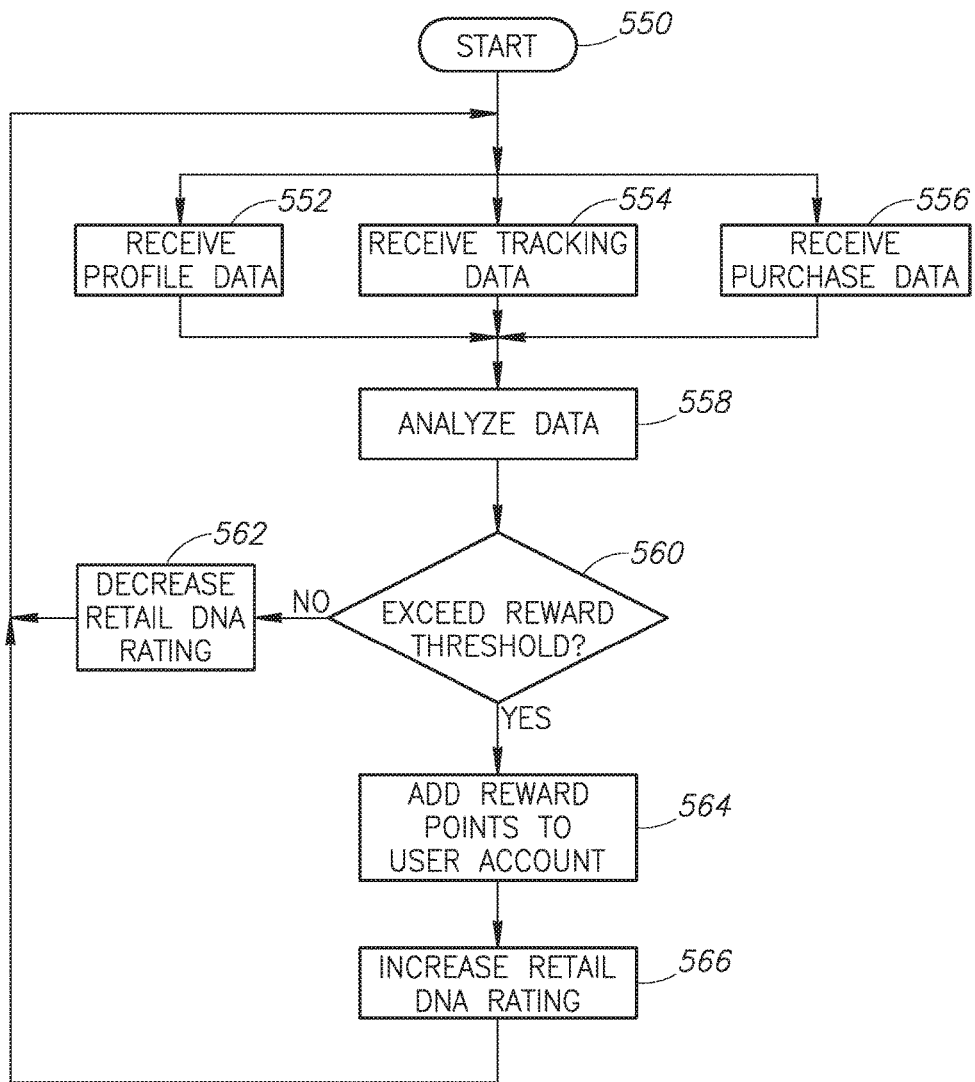 START
550
552
554
556
RECEIVE
PROFILE DATA
RECEIVE TRACKING
DATA
RECEIVE
PURCHASE DATA
ANALYZE DATA
558
562
560
DECREASE
RETAIL DNA
RATING
NO
EXCEED REWARD
THRESHOLD?
YES
ADD REWARD
POINTS TO
USER ACCOUNT
564
INCREASE RETAIL
DNA RATING
566